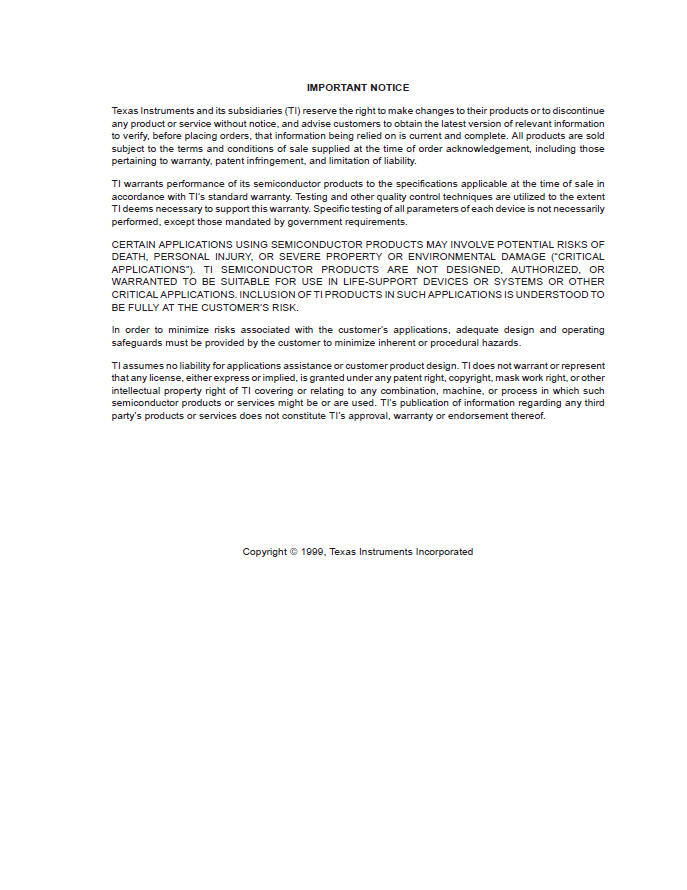 IMPORTANT NOTICE
Texas Instruments and its subsidiaries (TI) reserve the right to make changes to their products or to discontinue
any product or service without notice, and advise customers to obtain the latest version of relevant information
to verify, before placing orders, that information being relied on is current and complete. All products are sold
subject to the terms and conditions of sale supplied at the time of order acknowledgement, including those
pertaining to warranty, patent infringement, and limitation of liability.
TI warrants performance of its semiconductor products to the specifications applicable at the time of sale in
accordance with TI's standard warranty. Testing and other quality control techniques are utilized to the extent
TI deems necessary to support this warranty. Specific testing of all parameters of each device is not necessarily
performed, except those mandated by government requirements.
CERTAIN APPLICATIONS USING SEMICONDUCTOR PRODUCTS MAY INVOLVE POTENTIAL RISKS OF
DEATH, PERSONAL INJURY, OR SEVERE PROPERTY OR ENVIRONMENTAL DAMAGE (“CRITICAL
APPLICATIONS”). TI SEMICONDUCTOR PRODUCTS ARE NOT DESIGNED, AUTHORIZED, OR
WARRANTED TO BE SUITABLE FOR USE IN LIFE-SUPPORT DEVICES OR SYSTEMS OR OTHER
CRITICAL APPLICATIONS. INCLUSION OF TI PRODUCTS IN SUCH APPLICATIONS IS UNDERSTOOD TO
BE FULLY AT THE CUSTOMER'S RISK.
In order to minimize risks associated with the customer's applications, adequate design and operating
safeguards must be provided by the customer to minimize inherent or procedural hazards.
TI assumes no liability for applications assistance or customer product design. TI does not warrant or represent
that any license, either express or implied, is granted under any patent right, copyright, mask work right, or other
intellectual property right of TI covering or relating to any combination, machine, or process in which such
semiconductor products or services might be or are used. TI's publication of information regarding any third
party's products or services does not constitute TI's approval, warranty or endorsement thereof.
Copyright © 1999, Texas Instruments Incorporated